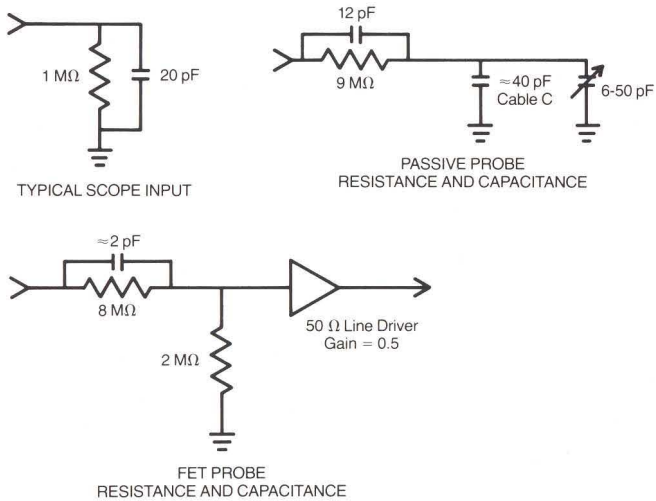 1 MΩ
20 pF
TYPICAL SCOPE INPUT
12 pF
9 MΩ
≈40 pF
Cable C
6-50 pF
PASSIVE PROBE
RESISTANCE AND CAPACITANCE
≈2 pF
8 MΩ
2 MΩ
50 Ω Line Driver
Gain = 0.5
FET PROBE
RESISTANCE AND CAPACITANCE